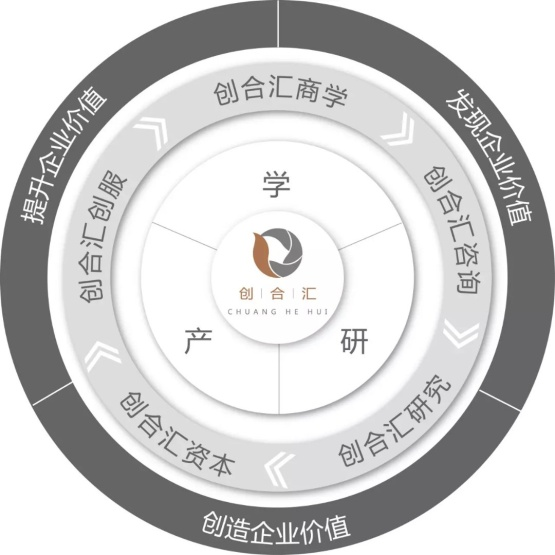 提升企业价值
发现企业价值
创造企业价值
创合汇商学
创合汇咨询
创合汇研究
创合汇资本
创合汇创服
学
研
产
创|合|汇
CHUANG HE HUI